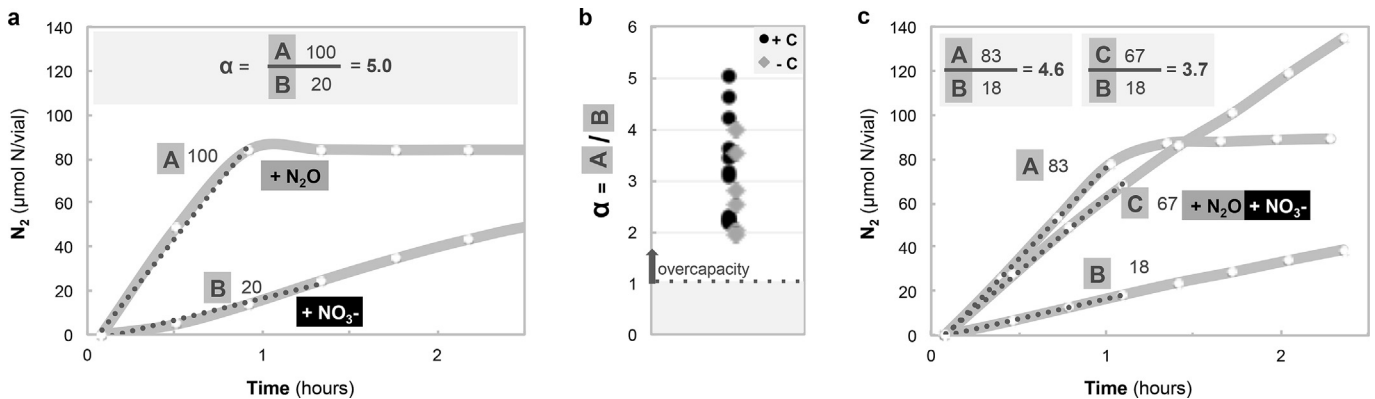 a
140
120
100
80
60
40
20
0
N₂ (µmol N/vial)
α = A 100 / B 20 = 5.0
A 100
+ N₂O
B 20
+ NO₃-
0 1 2
Time (hours)
b
6
5
4
3
2
1
0
α = A / B
+ C
- C
overcapacity
c
140
120
100
80
60
40
20
0
N₂ (µmol N/vial)
A 83 / B 18 = 4.6
C 67 / B 18 = 3.7
A 83
C 67 + N₂O + NO₃-
B 18
0 1 2
Time (hours)